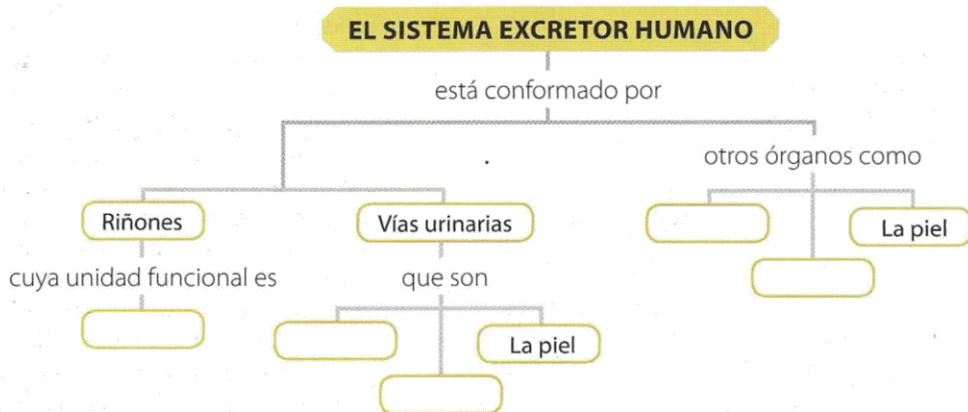 EL SISTEMA EXCRETOR HUMANO
está conformado por
otros órganos como
Riñones
Vías urinarias
La piel
cuya unidad funcional es
que son
La piel